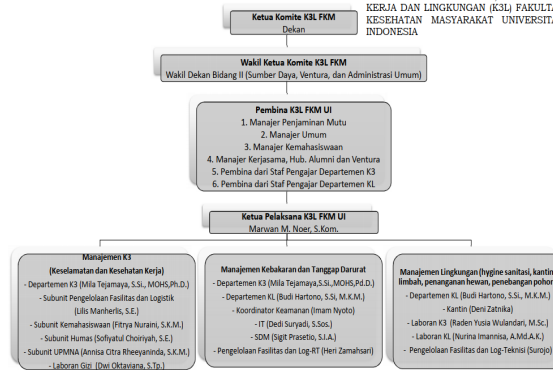 KERJA DAN LINGKUNGAN (K3L) FAKULTA
KESEHATAN MASYARAKAT UNIVERSITA
INDONESIA
Ketua Komite K3L FKM
Dekan
Wakil Ketua Komite K3L FKM
Wakil Dekan Bidang II (Sumber Daya, Ventura, dan Administrasi Umum)
Pembina K3L FKM UI
1. Manajer Penjaminan Mutu
2. Manajer Umum
3. Manajer Kemahasiswaan
4. Manajer Kerjasama, Hub. Alumni dan Ventura
5. Pembina dari Staf Pengajar Departemen K3
6. Pembina dari Staf Pengajar Departemen KL
Ketua Pelaksana K3L FKM UI
Marwan M. Noer, S.Kom.
Manajemen K3
(Keselamatan dan Kesehatan Kerja)
- Departemen K3 (Mila Tejamaya, S.Si., MOHS,Ph.D.)
- Subunit Pengelolaan Fasilitas dan Logistik
(Lilis Manherlis, S.E.)
- Subunit Kemahasiswaan (Fitrya Nuraini, S.K.M.)
- Subunit Humas (Sofiyatul Choiriyah, S.E.)
- Subunit UPMNA (Annisa Citra Rheeyaninda, S.K.M.)
- Laboran Gizi (Dwi Oktaviana, S.Tp.)
Manajemen Kebakaran dan Tanggap Darurat
- Departemen K3 (Mila Tejamaya,S.Si., MOHS,Pd.D.)
- Departemen KL (Budi Hartono, S.Si, M.K.M.)
- Koordinator Keamanan (Imam Nyoto)
- IT (Dedi Suryadi, S.Sos.)
- SDM (Sigit Prasetio, S.I.A.)
- Pengelolaan Fasilitas dan Log-RT (Heri Zamahsari)
Manajemen Lingkungan (hygine sanitasi, kantin
limbah, penanganan hewan, penebangan pohon
- Departemen KL (Budi Hartono, S.Si., M.K.M.)
- Kantin (Deni Zatnika)
- Laboran K3 (Raden Yusia Wulandari, M.Sc.)
- Laboran KL (Nurina Imannisa, A.Md.A.K.)
- Pengelolaan Fasilitas dan Log-Teknisi (Surojo)